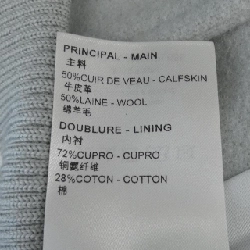 PRINCIPAL - MAIN
主料
50%CUIR DE VEAU - CALFSKIN
牛皮革
50%LAINE - WOOL
绵羊毛
DOUBLURE - LINING
内衬
72%CUPRO - CUPRO
铜氨纤维
28%COTON - COTTON
棉